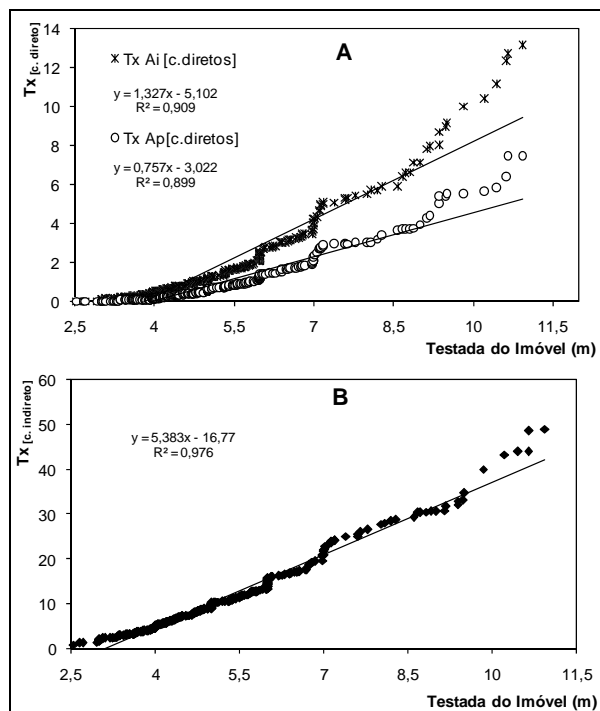 A
Tx [c. direto]
14
12
10
8
6
4
2
0
Tx Ai [c.diretos]
y = 1,327x - 5,102
R² = 0,909
Tx Ap[c.diretos]
y = 0,757x - 3,022
R² = 0,899
2,5 4 5,5 7 8,5 10 11,5
Testada do Imóvel (m)
B
Tx [c. indireto]
60
50
40
30
20
10
0
y = 5,383x - 16,77
R² = 0,976
2,5 4 5,5 7 8,5 10 11,5
Testada do Imóvel (m)